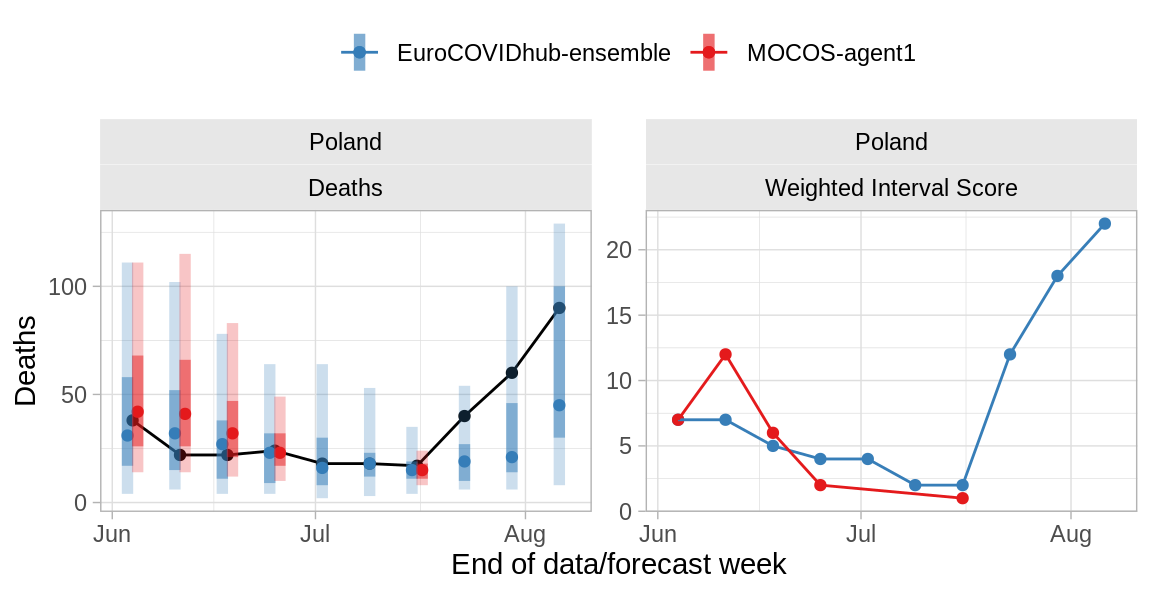 EuroCOVIDhub-ensemble MOCOS-agent1
Poland Poland
Deaths Weighted Interval Score
Deaths
100
50
0
20
15
10
5
0
Jun Jul Aug Jun Jul Aug
End of data/forecast week